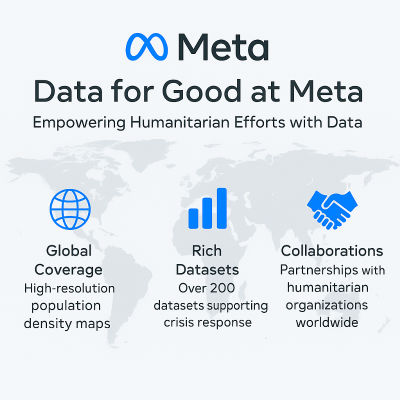 Meta
Data for Good at Meta
Empowering Humanitarian Efforts with Data
Global
Coverage
High-resolution
population
density maps
Rich
Datasets
Over 200
datasets supporting
crisis response
Collaborations
Partnerships with
humanitarian
organizations
worldwide